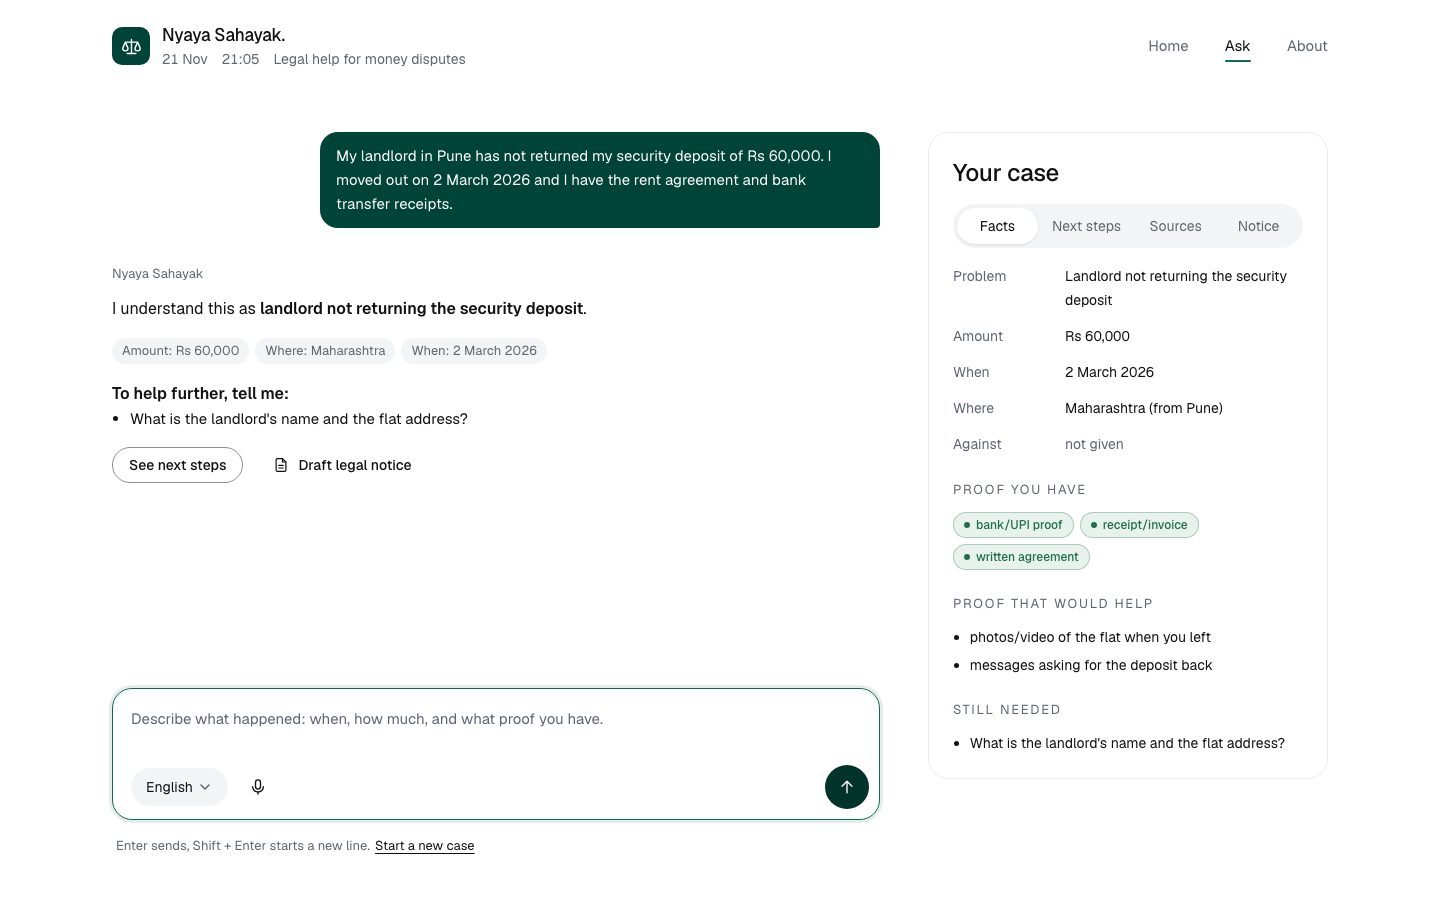 Nyaya Sahayak.
21 Nov 21:05 Legal help for money disputes
Home Ask About
My landlord in Pune has not returned my security deposit of Rs 60,000. I
moved out on 2 March 2026 and I have the rent agreement and bank
transfer receipts.
Nyaya Sahayak
I understand this as landlord not returning the security deposit.
Amount: Rs 60,000 Where: Maharashtra When: 2 March 2026
To help further, tell me:
• What is the landlord's name and the flat address?
See next steps Draft legal notice
Describe what happened: when, how much, and what proof you have.
English
Enter sends, Shift + Enter starts a new line. Start a new case
Your case
Facts Next steps Sources Notice
Problem Landlord not returning the security
deposit
Amount Rs 60,000
When 2 March 2026
Where Maharashtra (from Pune)
Against not given
PROOF YOU HAVE
bank/UPI proof receipt/invoice
written agreement
PROOF THAT WOULD HELP
• photos/video of the flat when you left
• messages asking for the deposit back
STILL NEEDED
• What is the landlord's name and the flat address?